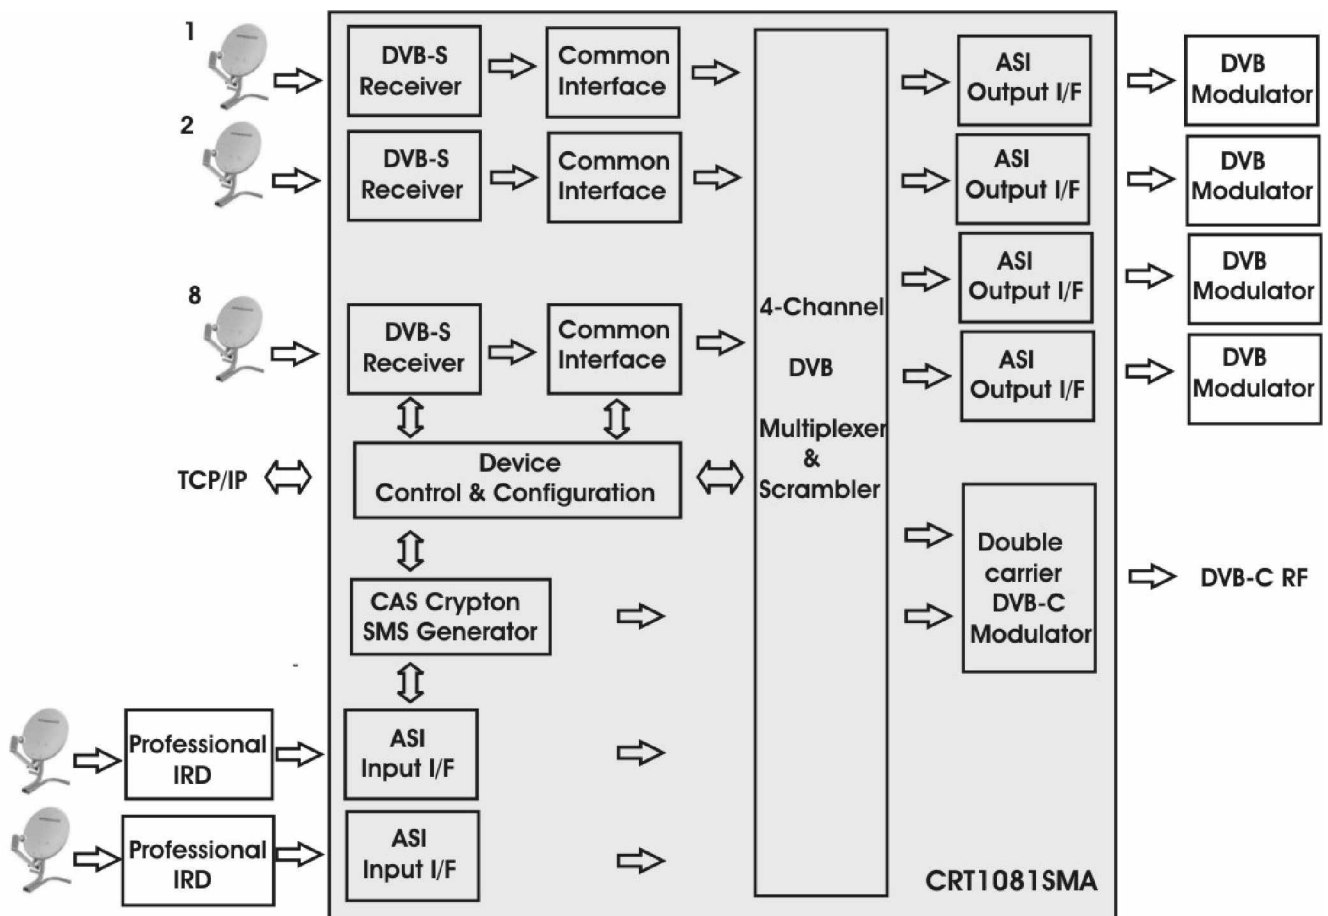 1
DVB-S
Receiver
Common
Interface
ASI
Output I/F
DVB
Modulator
2
DVB-S
Receiver
Common
Interface
ASI
Output I/F
DVB
Modulator
ASI
Output I/F
DVB
Modulator
8
DVB-S
Receiver
Common
Interface
4-Channel
DVB
Multiplexer
&
Scrambler
ASI
Output I/F
DVB
Modulator
TCP/IP
Device
Control & Configuration
Double
carrier
DVB-C
Modulator
DVB-C RF
CAS Crypton
SMS Generator
Professional
IRD
ASI
Input I/F
Professional
IRD
ASI
Input I/F
CRT1081SMA